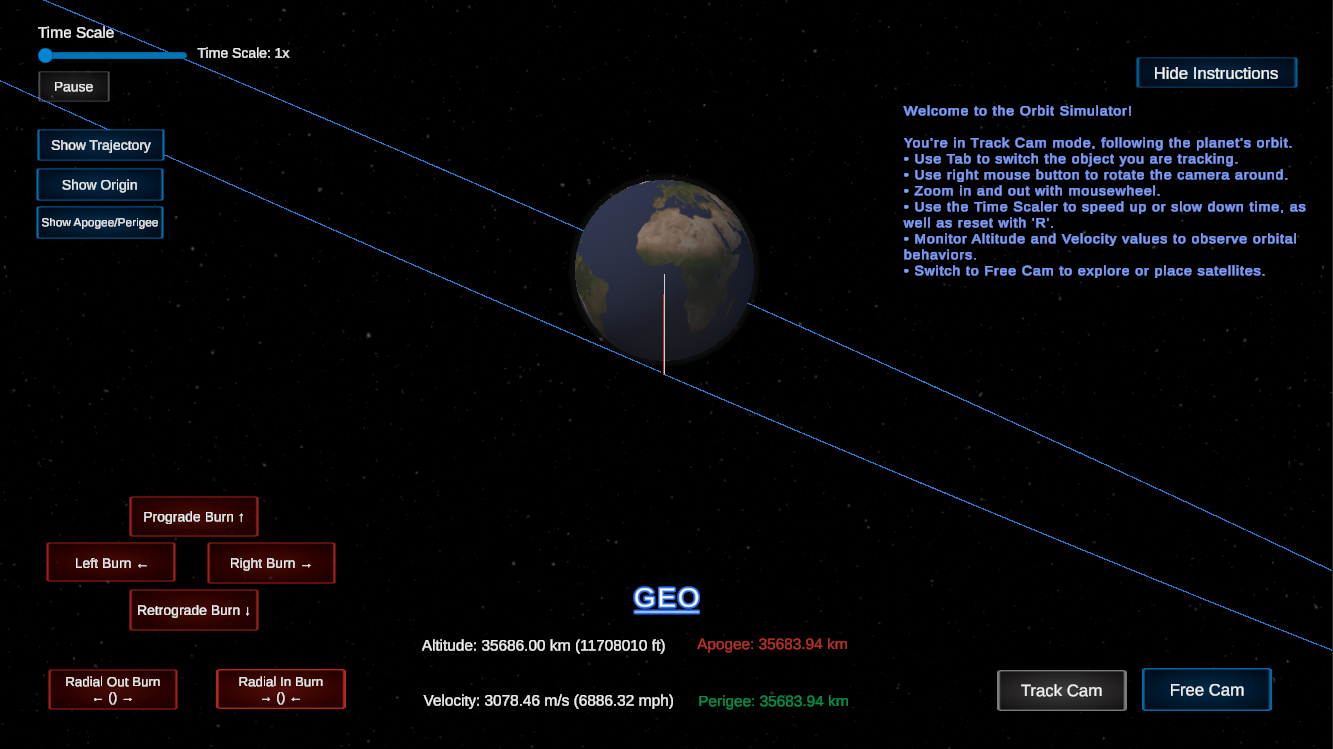 Time Scale
Time Scale: 1x
Pause
Show Trajectory
Show Origin
Show Apogee/Perigee
Hide Instructions
Welcome to the Orbit Simulator!
You're in Track Cam mode, following the planet's orbit.
• Use Tab to switch the object you are tracking.
• Use right mouse button to rotate the camera around.
• Zoom in and out with mousewheel.
• Use the Time Scaler to speed up or slow down time, as
well as reset with 'R'.
• Monitor Altitude and Velocity values to observe orbital
behaviors.
• Switch to Free Cam to explore or place satellites.
Prograde Burn ↑
Left Burn ←
Right Burn →
Retrograde Burn ↓
Radial Out Burn
← () →
Radial In Burn
→ () ←
GEO
Altitude: 35686.00 km (11708010 ft)
Apogee: 35683.94 km
Velocity: 3078.46 m/s (6886.32 mph)
Perigee: 35683.94 km
Track Cam
Free Cam